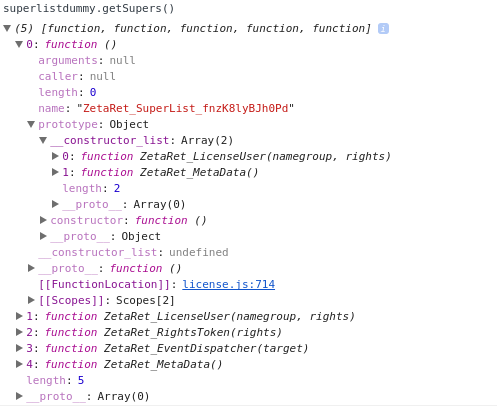 superlistdummy.getSupers()
(5) [function, function, function, function, function] i
0: function ()
arguments: null
caller: null
length: 0
name: "ZetaRet_SuperList_fnzK8lyBJh0Pd"
prototype: Object
__constructor_list: Array(2)
0: function ZetaRet_LicenseUser(namegroup, rights)
1: function ZetaRet_MetaData()
length: 2
__proto__: Array(0)
constructor: function ()
__proto__: Object
__constructor_list: undefined
__proto__: function ()
[[FunctionLocation]]: license.js:714
[[Scopes]]: Scopes[2]
1: function ZetaRet_LicenseUser(namegroup, rights)
2: function ZetaRet_RightsToken(rights)
3: function ZetaRet_EventDispatcher(target)
4: function ZetaRet_MetaData()
length: 5
__proto__: Array(0)